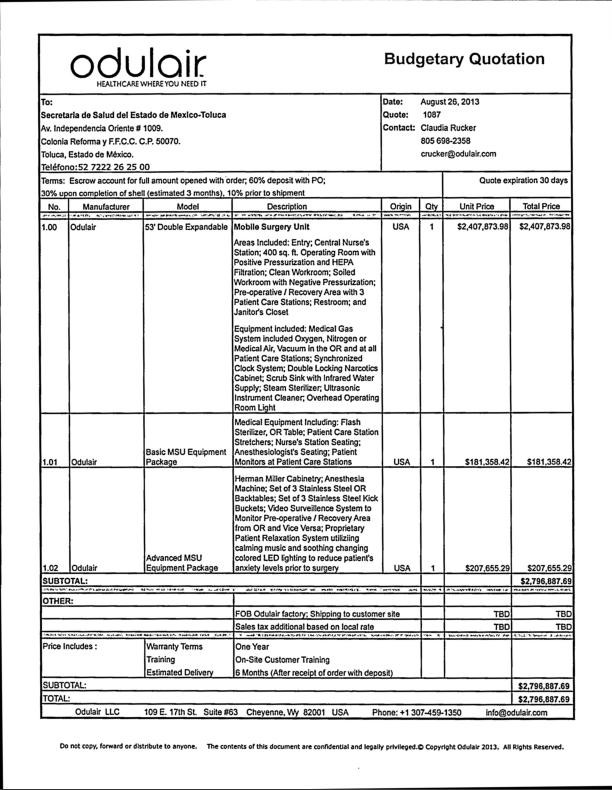 odulair
HEALTHCARE WHERE YOU NEED IT
Budgetary Quotation
To:
Secretaria de Salud del Estado de Mexico-Toluca
Av. Independencia Oriente # 1009.
Colonia Reforma y F.F.C.C. C.P. 50070.
Toluca, Estado de México.
Teléfono:52 7222 26 25 00
Date: August 26, 2013
Quote: 1087
Contact: Claudia Rucker
805 698-2358
crucker@odulair.com
Terms: Escrow account for full amount opened with order; 60% deposit with PO;
30% upon completion of shell (estimated 3 months), 10% prior to shipment
Quote expiration 30 days
No. Manufacturer Model Description Origin Qty Unit Price Total Price
1.00 Odulair 53' Double Expandable Mobile Surgery Unit USA 1 $2,407,873.98 $2,407,873.98
Areas Included: Entry; Central Nurse's
Station; 400 sq. ft. Operating Room with
Positive Pressurization and HEPA
Filtration; Clean Workroom; Soiled
Workroom with Negative Pressurization;
Pre-operative / Recovery Area with 3
Patient Care Stations; Restroom; and
Janitor's Closet
Equipment included: Medical Gas
System included Oxygen, Nitrogen or
Medical Air, Vacuum in the OR and at all
Patient Care Stations; Synchronized
Clock System; Double Locking Narcotics
Cabinet; Scrub Sink with Infrared Water
Supply; Steam Sterilizer; Ultrasonic
Instrument Cleaner; Overhead Operating
Room Light
Medical Equipment Including: Flash
Sterilizer, OR Table; Patient Care Station
Stretchers; Nurse's Station Seating;
Basic MSU Equipment Anesthesiologist's Seating; Patient
1.01 Odulair Package Monitors at Patient Care Stations USA 1 $181,358.42 $181,358.42
Herman Miller Cabinetry; Anesthesia
Machine; Set of 3 Stainless Steel OR
Backtables; Set of 3 Stainless Steel Kick
Buckets; Video Surveillence System to
Monitor Pre-operative / Recovery Area
from OR and Vice Versa; Proprietary
Patient Relaxation System utiliziing
calming music and soothing changing
Advanced MSU colored LED lighting to reduce patient's
1.02 Odulair Equipment Package anxiety levels prior to surgery USA 1 $207,655.29 $207,655.29
SUBTOTAL: $2,796,887.69
OTHER:
FOB Odulair factory; Shipping to customer site TBD TBD
Sales tax additional based on local rate TBD TBD
Price Includes : Warranty Terms One Year
Training On-Site Customer Training
Estimated Delivery 6 Months (After receipt of order with deposit)
SUBTOTAL: $2,796,887.69
TOTAL: $2,796,887.69
Odulair LLC 109 E. 17th St. Suite #63 Cheyenne, Wy 82001 USA Phone: +1 307-459-1350 info@odulair.com
Do not copy, forward or distribute to anyone. The contents of this document are confidential and legally privileged.© Copyright Odulair 2013. All Rights Reserved.